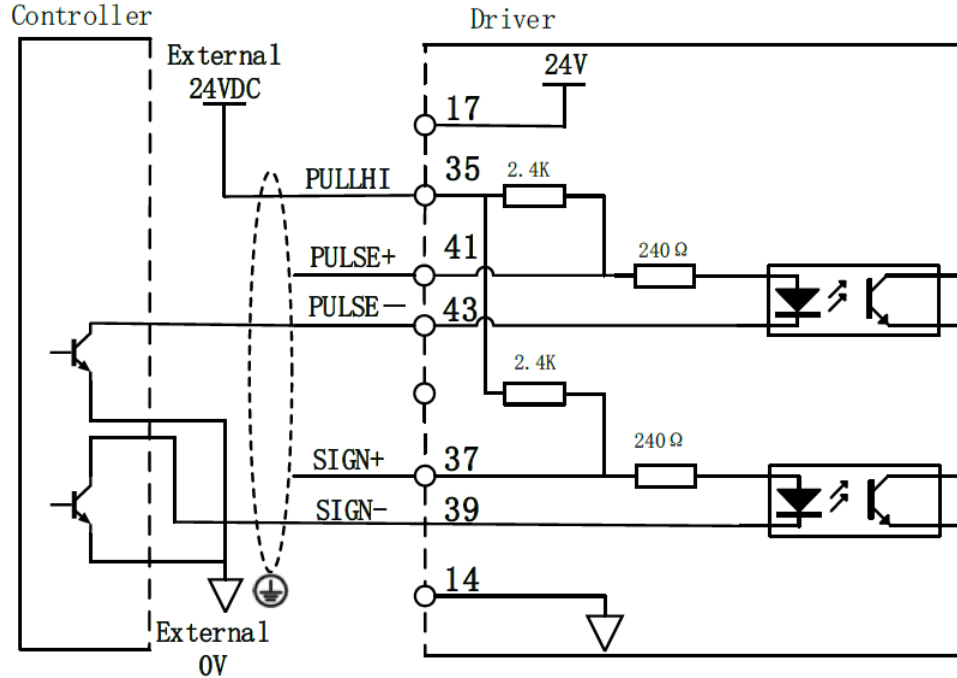 Controller
Driver
External
24VDC
24V
17
PULLHI
35
2.4K
PULSE+
41
240Ω
PULSE—
43
2.4K
SIGN+
37
240Ω
SIGN-
39
14
External
0V